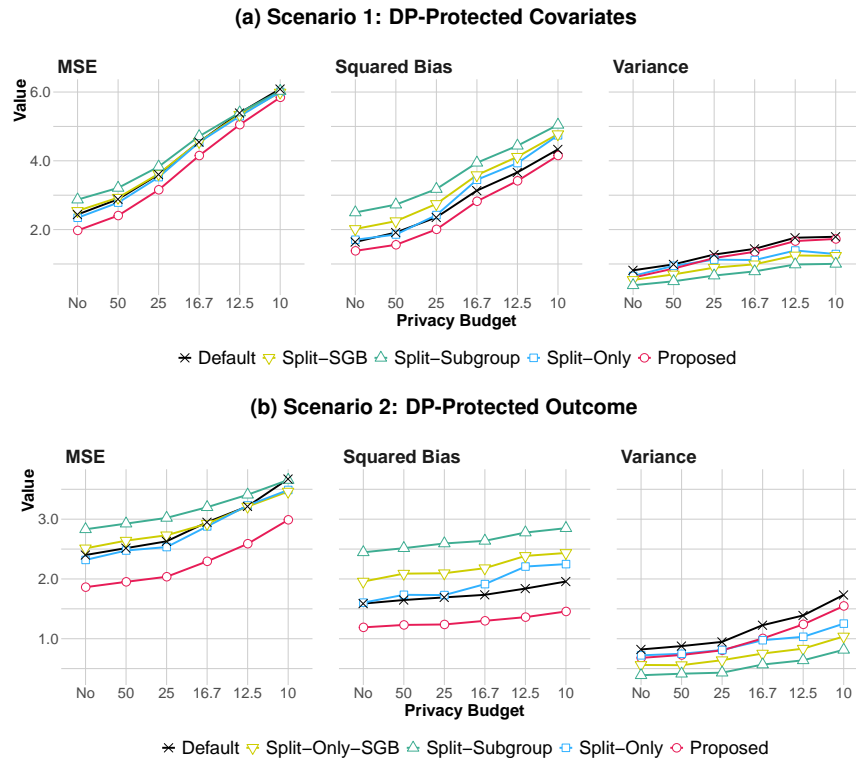 (a) Scenario 1: DP-Protected Covariates
MSE
Squared Bias
Variance
Value
6.0
4.0
2.0
No 50 25 16.7 12.5 10
No 50 25 16.7 12.5 10
No 50 25 16.7 12.5 10
Privacy Budget
Default Split-SGB Split-Subgroup Split-Only Proposed
(b) Scenario 2: DP-Protected Outcome
MSE
Squared Bias
Variance
Value
3.0
2.0
1.0
No 50 25 16.7 12.5 10
No 50 25 16.7 12.5 10
No 50 25 16.7 12.5 10
Privacy Budget
Default Split-Only-SGB Split-Subgroup Split-Only Proposed